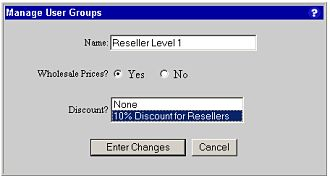 Manage User Groups ?
Name: Reseller Level 1
Wholesale Prices? Yes No
Discount? None
10% Discount for Resellers
Enter Changes Cancel